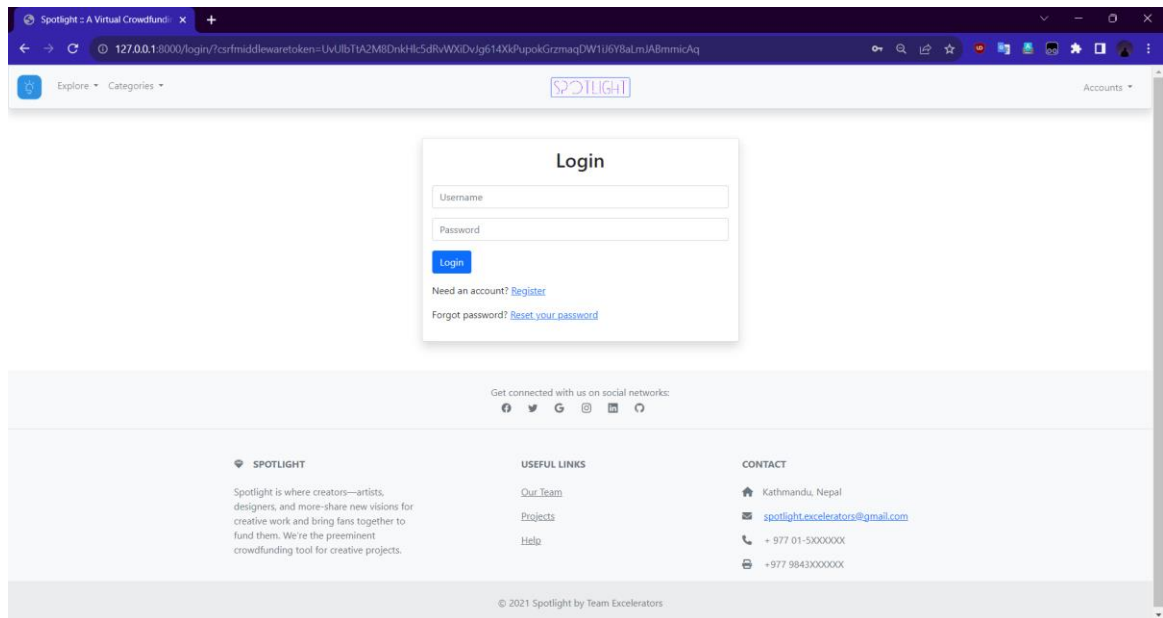 Spotlight :: A Virtual Crowdfundi
127.0.0.1:8000/login/?csrfmiddlewaretoken=UvUlbTtA2M8DnkHlc5dRvWXiDvJg614XkPupokGrzmaqDW1iJ6Y8aLmJABmmicAq
Explore Categories SPOTLIGHT Accounts
Login
Username
Password
Login
Need an account? Register
Forgot password? Reset your password
Get connected with us on social networks:
SPOTLIGHT
Spotlight is where creators—artists,
designers, and more-share new visions for
creative work and bring fans together to
fund them. We're the preeminent
crowdfunding tool for creative projects.
USEFUL LINKS
Our Team
Projects
Help
CONTACT
Kathmandu, Nepal
spotlight.excelerators@gmail.com
+ 977 01-5XXXXXX
+977 9843XXXXXX
© 2021 Spotlight by Team Excelerators